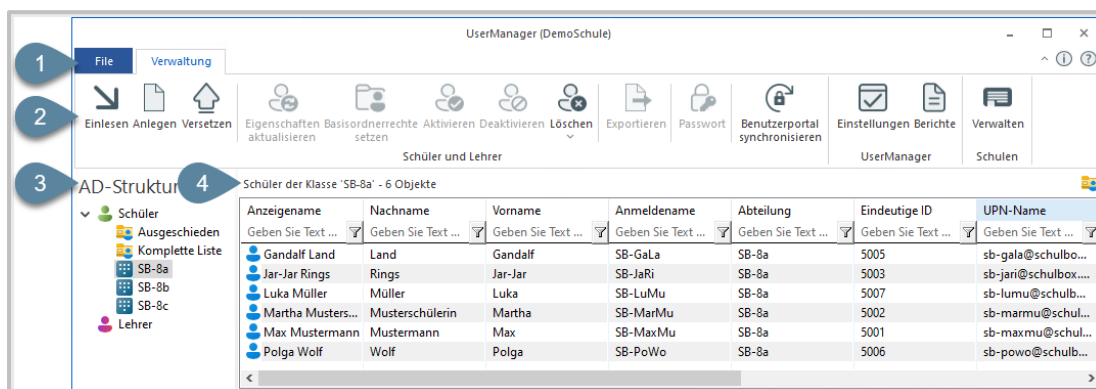 UserManager (DemoSchule)
1 File Verwaltung
2 Einlesen Anlegen Versetzen Eigenschaften aktualisieren Basisordnerrechte setzen Aktivieren Deaktivieren Löschen Exportieren Passwort Benutzerportal synchronisieren Einstellungen Berichte Verwalten
Schüler und Lehrer UserManager Schulen
3 AD-Struktur
4 Schüler der Klasse 'SB-8a' - 6 Objekte
Schüler
Ausgeschieden
Komplette Liste
SB-8a
SB-8b
SB-8c
Lehrer
Anzeigename Nachname Vorname Anmeldename Abteilung Eindeutige ID UPN-Name
Geben Sie Text ... Geben Sie Text ... Geben Sie Text ... Geben Sie Text ... Geben Sie Text ... Geben Sie Text ... Geben Sie Text ...
Gandalf Land Land Gandalf SB-GaLa SB-8a 5005 sb-gala@schulbo...
Jar-Jar Rings Rings Jar-Jar SB-JaRi SB-8a 5003 sb-jari@schulbox....
Luka Müller Müller Luka SB-LuMu SB-8a 5007 sb-lumu@schulb...
Martha Musters... Musterschülerin Martha SB-MarMu SB-8a 5002 sb-marmu@schul...
Max Mustermann Mustermann Max SB-MaxMu SB-8a 5001 sb-maxmu@schul...
Polga Wolf Wolf Polga SB-PoWo SB-8a 5006 sb-powo@schulb...